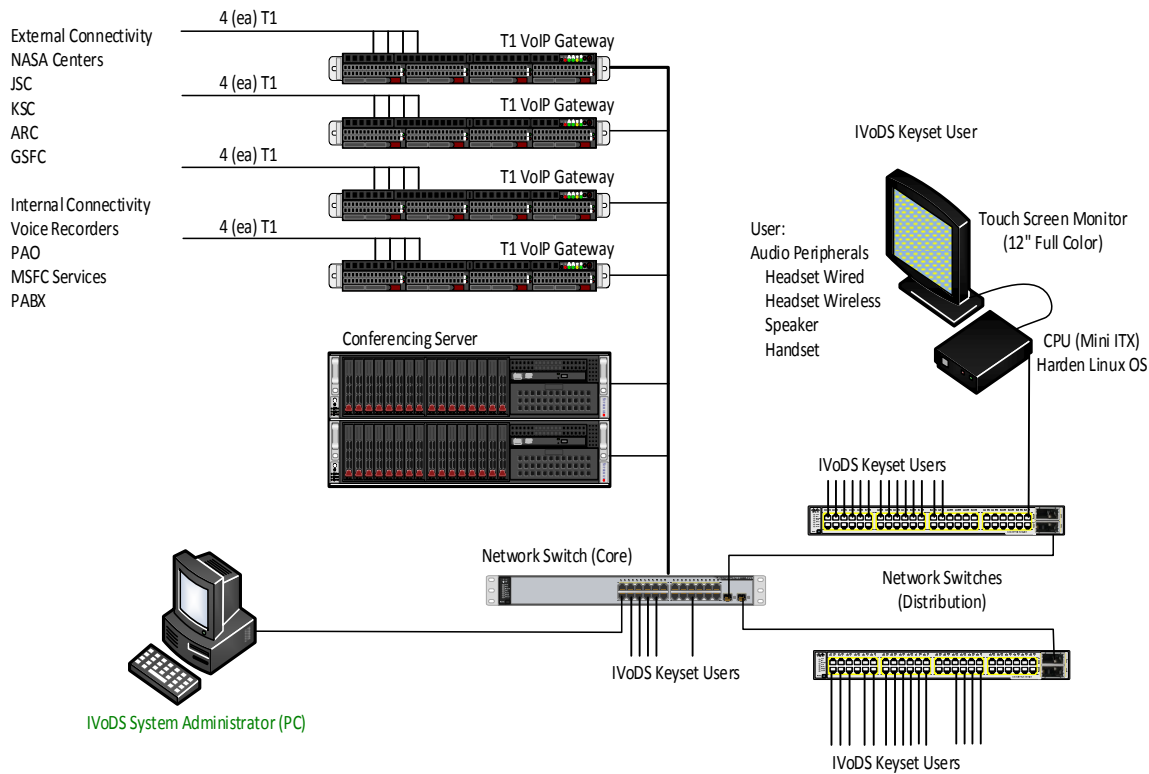 4 (ea) T1
External Connectivity
NASA Centers
JSC
KSC
ARC
GSFC
T1 VoIP Gateway
4 (ea) T1
T1 VoIP Gateway
4 (ea) T1
T1 VoIP Gateway
Internal Connectivity
Voice Recorders
PAO
MSFC Services
PABX
4 (ea) T1
T1 VoIP Gateway
IVoDS Keyset User
Touch Screen Monitor
(12" Full Color)
User:
Audio Peripherals
Headset Wired
Headset Wireless
Speaker
Handset
CPU (Mini ITX)
Harden Linux OS
Conferencing Server
IVoDS Keyset Users
Network Switch (Core)
Network Switches
(Distribution)
IVoDS Keyset Users
IVoDS System Administrator (PC)
IVoDS Keyset Users